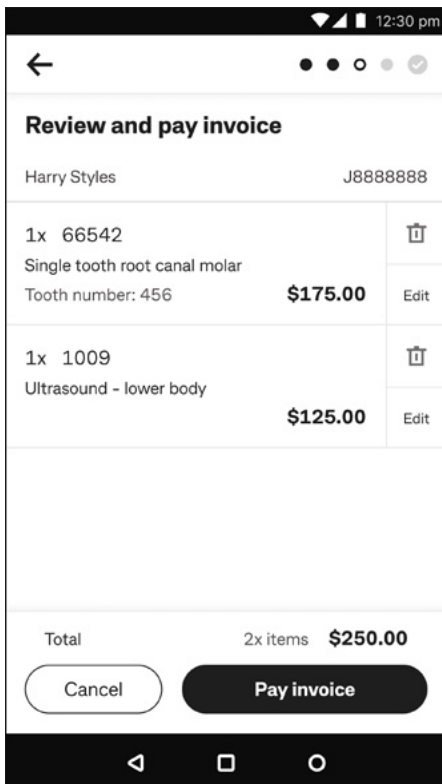 12:30 pm
Review and pay invoice
Harry Styles J8888888
1x 66542
Single tooth root canal molar
Tooth number: 456 $175.00 Edit
1x 1009
Ultrasound - lower body
$125.00 Edit
Total 2x items $250.00
Cancel Pay invoice